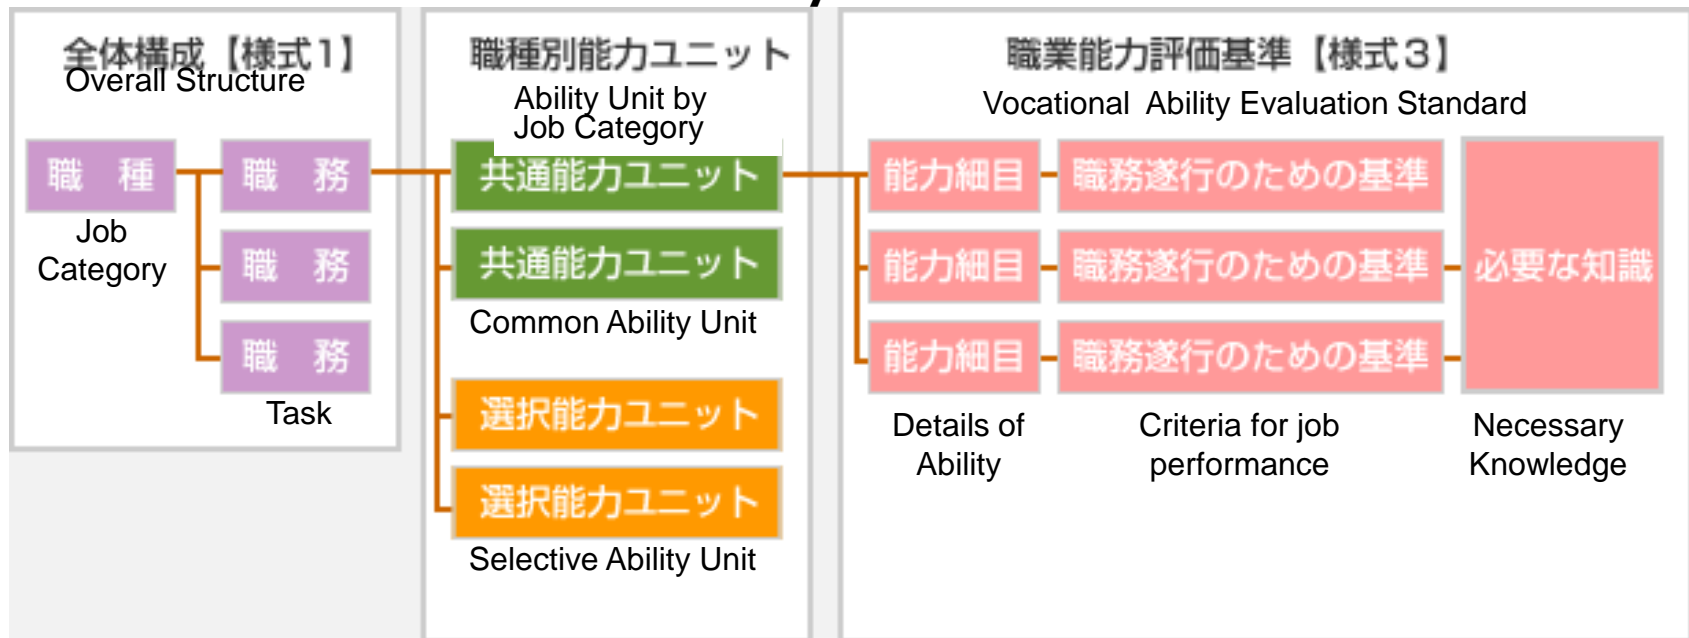 全体構成【様式1】
Overall Structure
職 種
Job
Category
職 務
職 務
職 務
Task
職種別能力ユニット
Ability Unit by
Job Category
共通能力ユニット
共通能力ユニット
Common Ability Unit
選択能力ユニット
選択能力ユニット
Selective Ability Unit
職業能力評価基準【様式3】
Vocational Ability Evaluation Standard
能力細目
職務遂行のための基準
能力細目
職務遂行のための基準
必要な知識
能力細目
職務遂行のための基準
Details of
Ability
Criteria for job
performance
Necessary
Knowledge